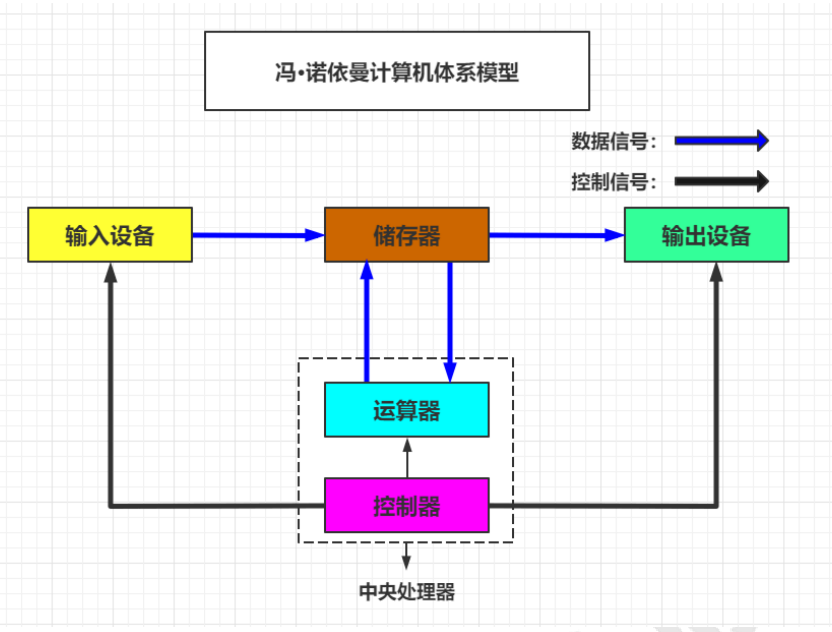 冯•诺依曼计算机体系模型
数据信号：
控制信号：
输入设备
储存器
输出设备
运算器
控制器
中央处理器